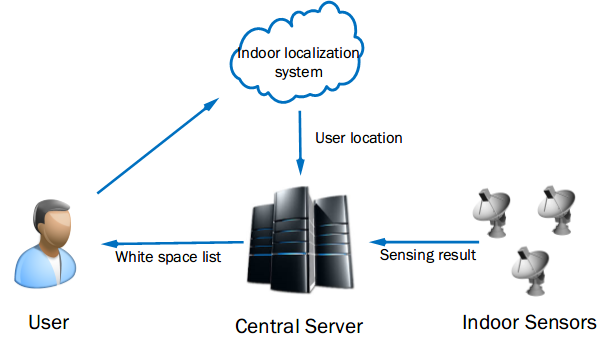 Indoor localization
system
User location
White space list
Sensing result
User
Central Server
Indoor Sensors